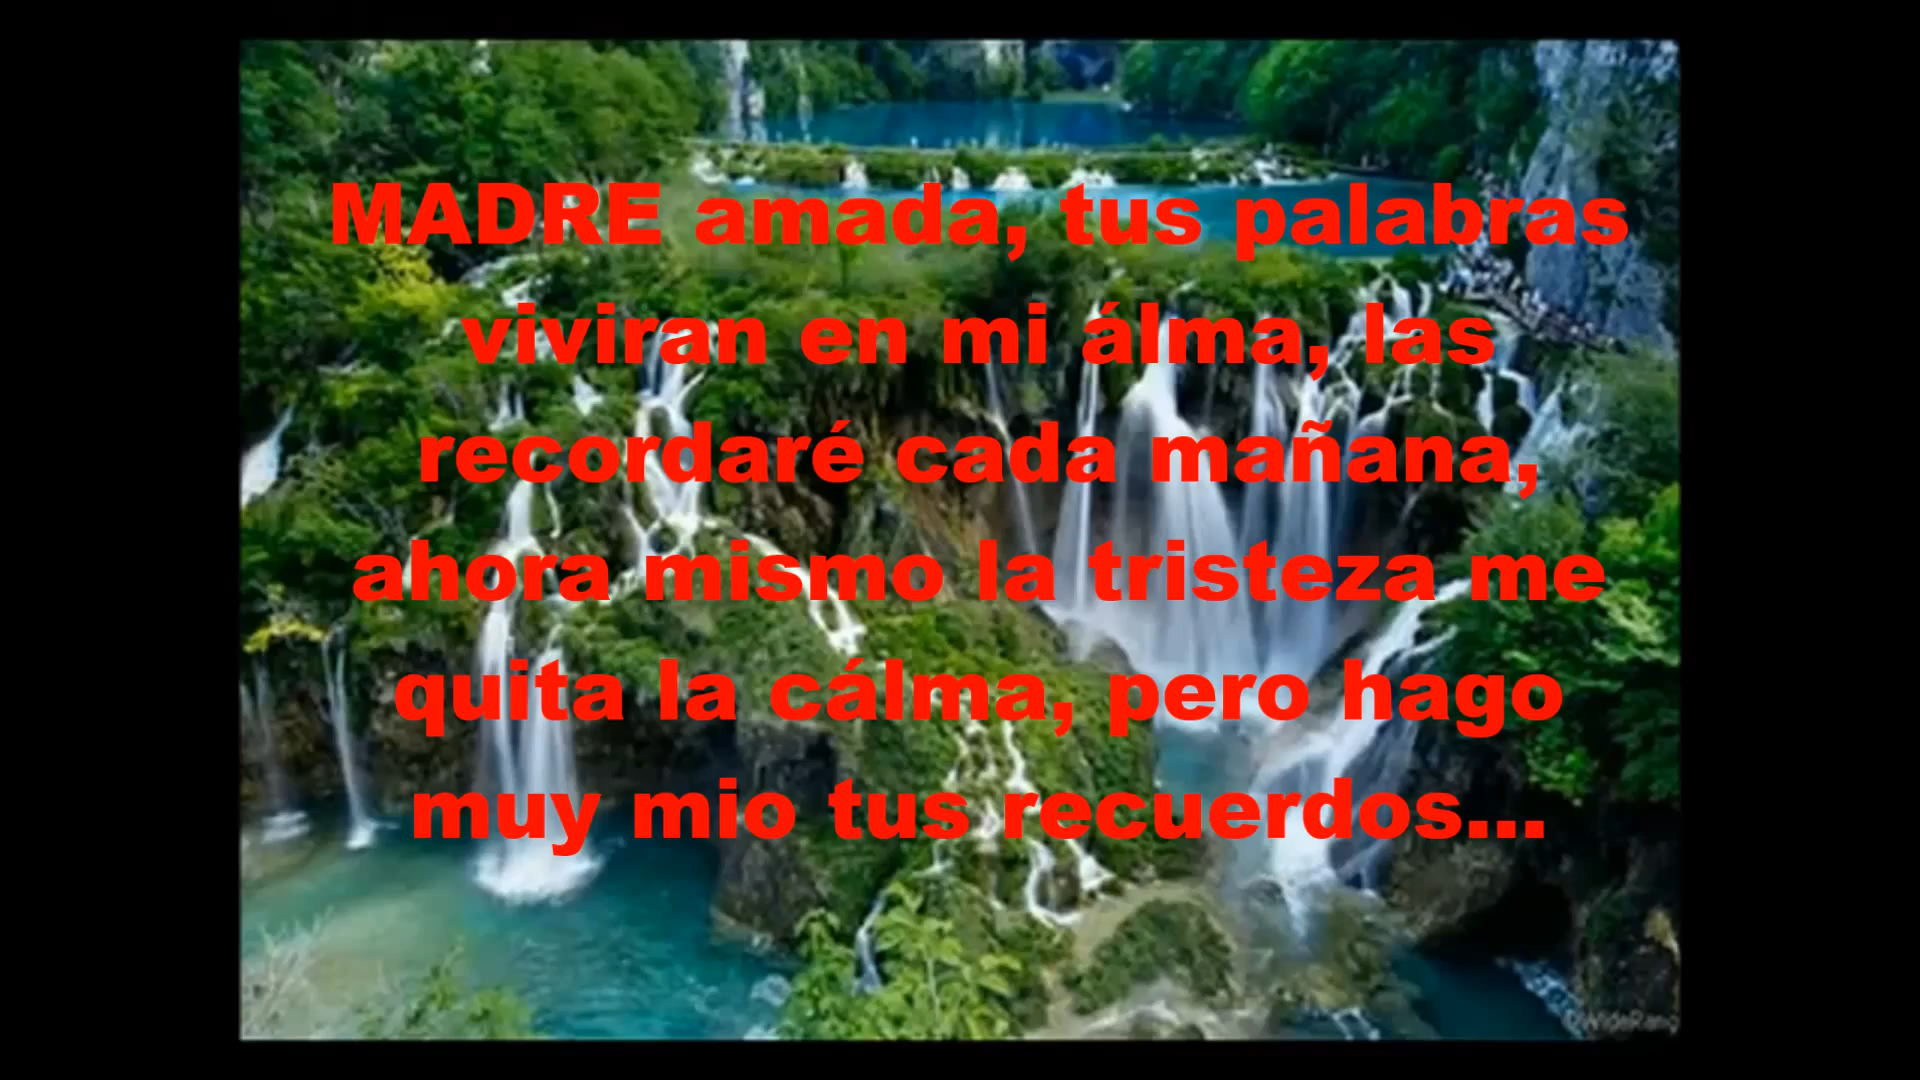 MADRE amada, tus palabras
viviran en mi álma, las
recordaré cada mañana,
ahora mismo la tristeza me
quita la cálma, pero hago
muy mio tus recuerdos...